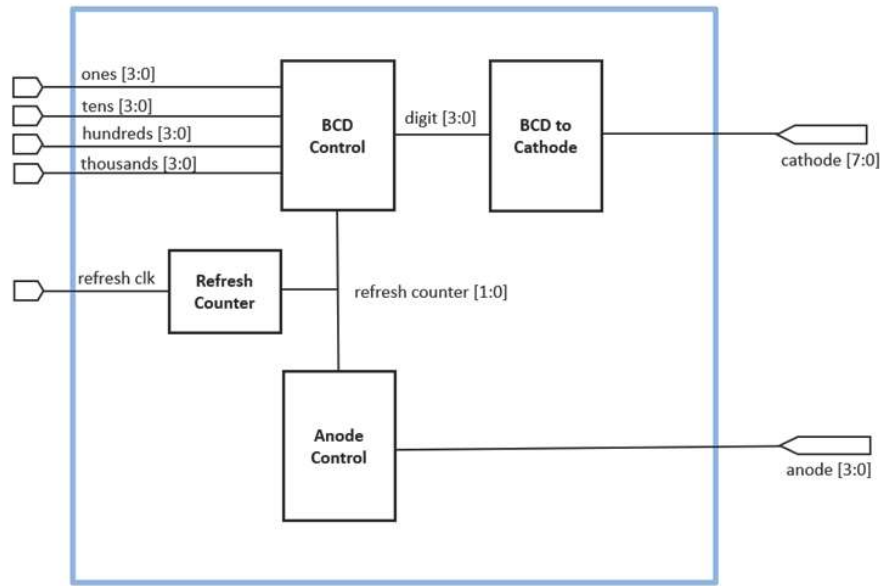 ones [3:0]
tens [3:0]
hundreds [3:0]
thousands [3:0]
BCD
Control
digit [3:0]
BCD to
Cathode
cathode [7:0]
refresh clk
Refresh
Counter
refresh counter [1:0]
Anode
Control
anode [3:0]